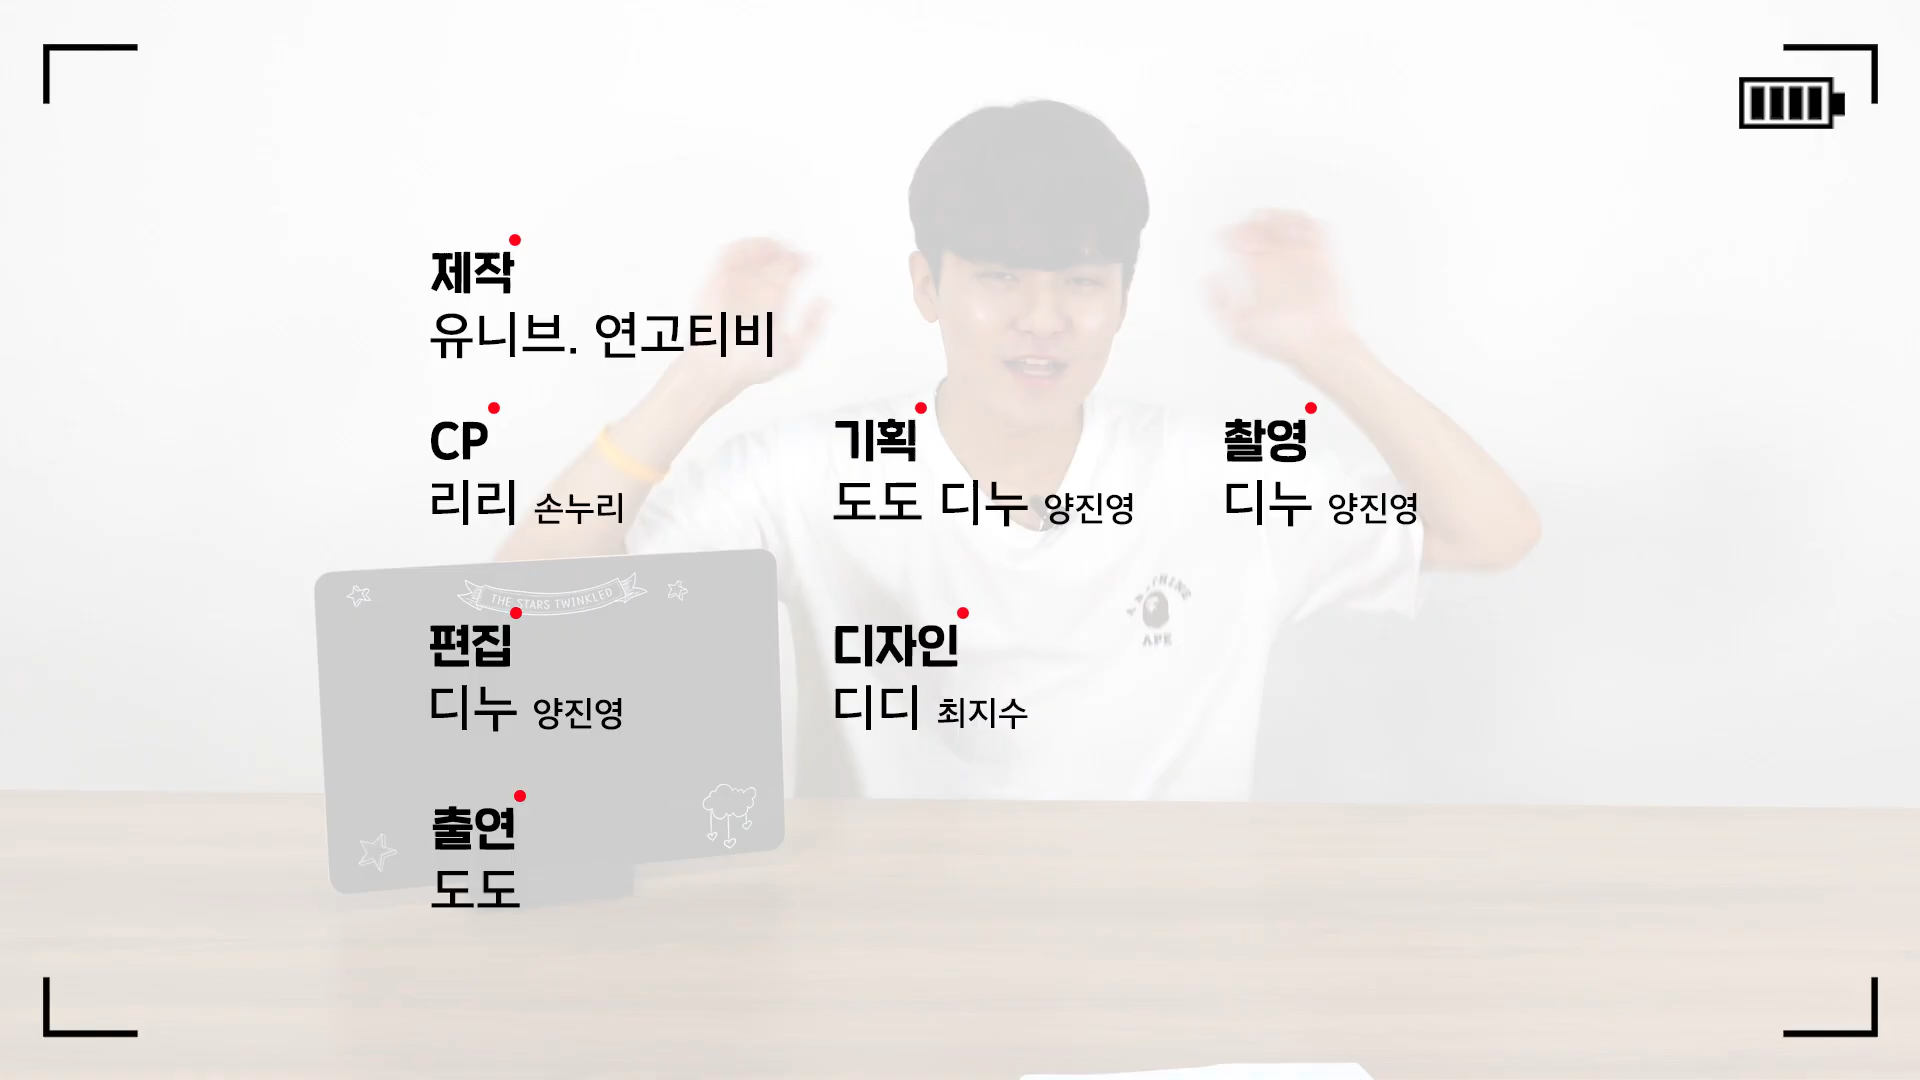 제작
유니브. 연고티비
CP
리리 손누리
기획
도도 디누 양진영
촬영
디누 양진영
THE STARS TWINKLED
편집
디누 양진영
디자인
디디 최지수
출연
도도
APE